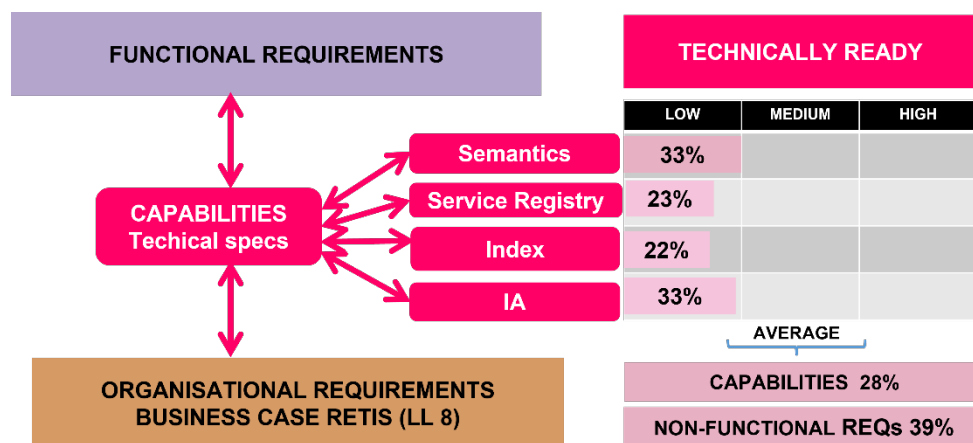 FUNCTIONAL REQUIREMENTS
TECHNICALLY READY
LOW MEDIUM HIGH
Semantics 33%
Service Registry 23%
CAPABILITIES
Techical specs
Index 22%
IA 33%
AVERAGE
ORGANISATIONAL REQUIREMENTS
BUSINESS CASE RETIS (LL 8)
CAPABILITIES 28%
NON-FUNCTIONAL REQs 39%